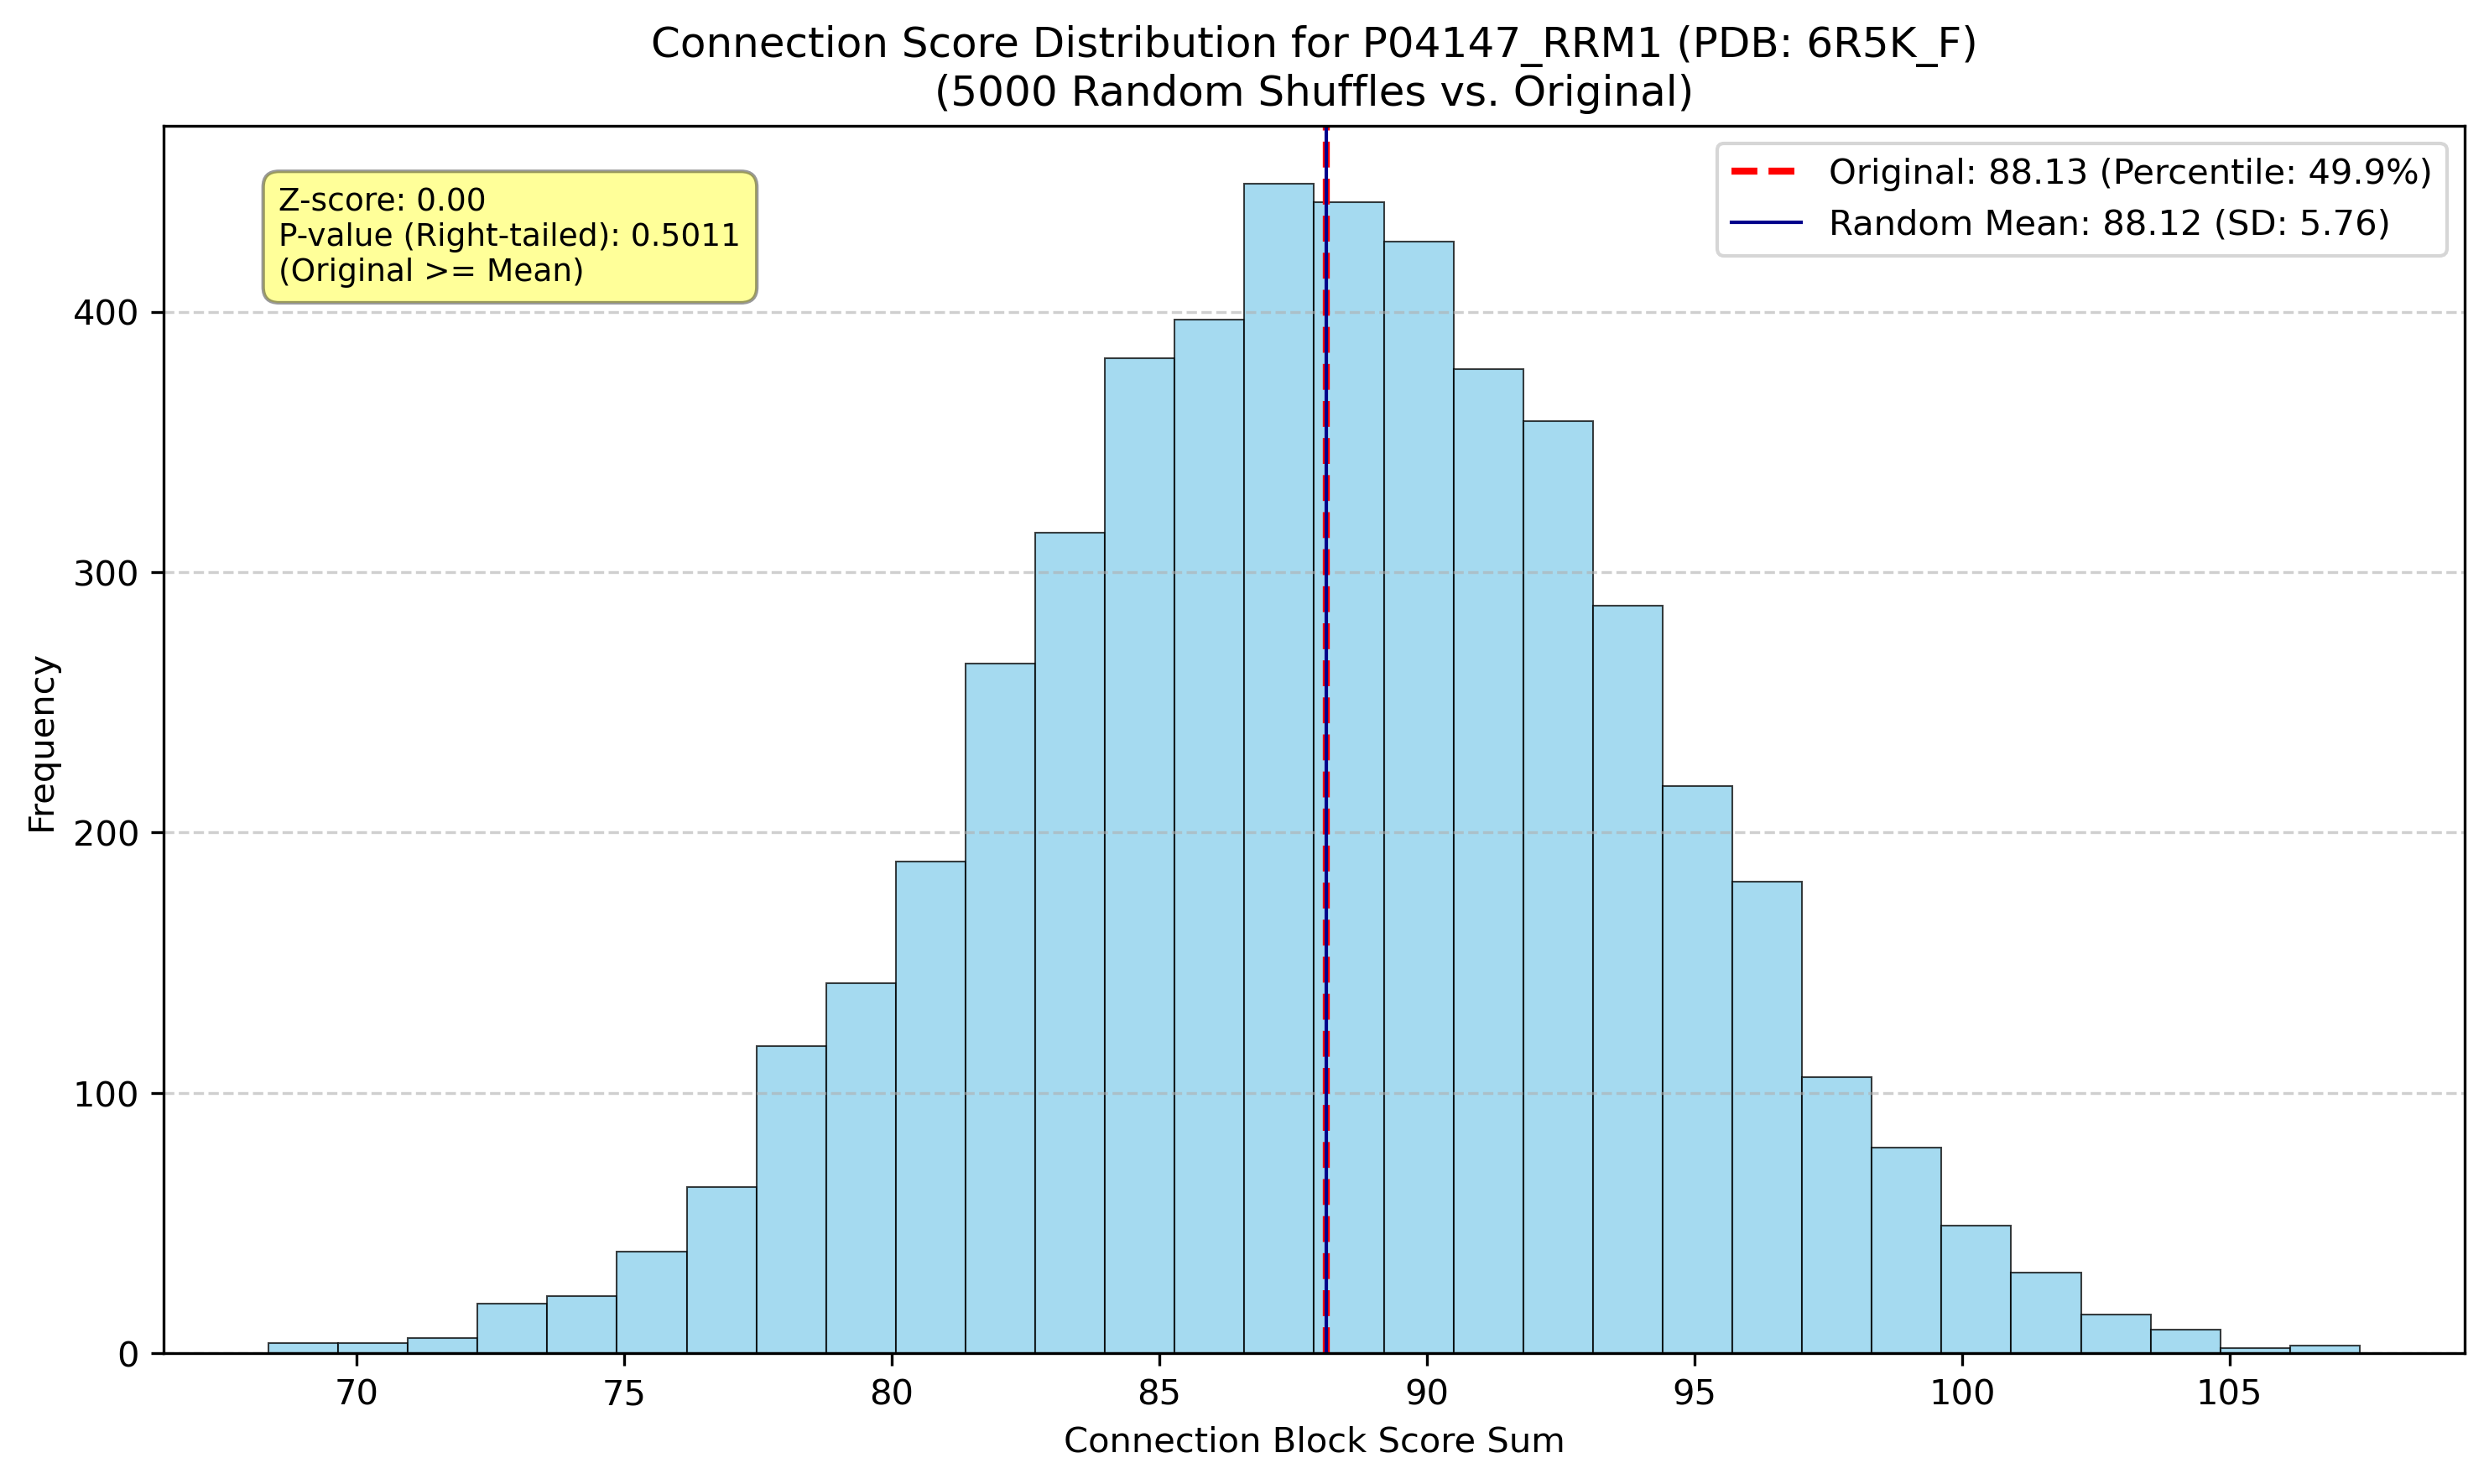 Connection Score Distribution for P04147_RRM1 (PDB: 6R5K_F)
(5000 Random Shuffles vs. Original)
Z-score: 0.00
P-value (Right-tailed): 0.5011
(Original >= Mean)
Original: 88.13 (Percentile: 49.9%)
Random Mean: 88.12 (SD: 5.76)
Frequency
400
300
200
100
0
70
75
80
85
90
95
100
105
Connection Block Score Sum